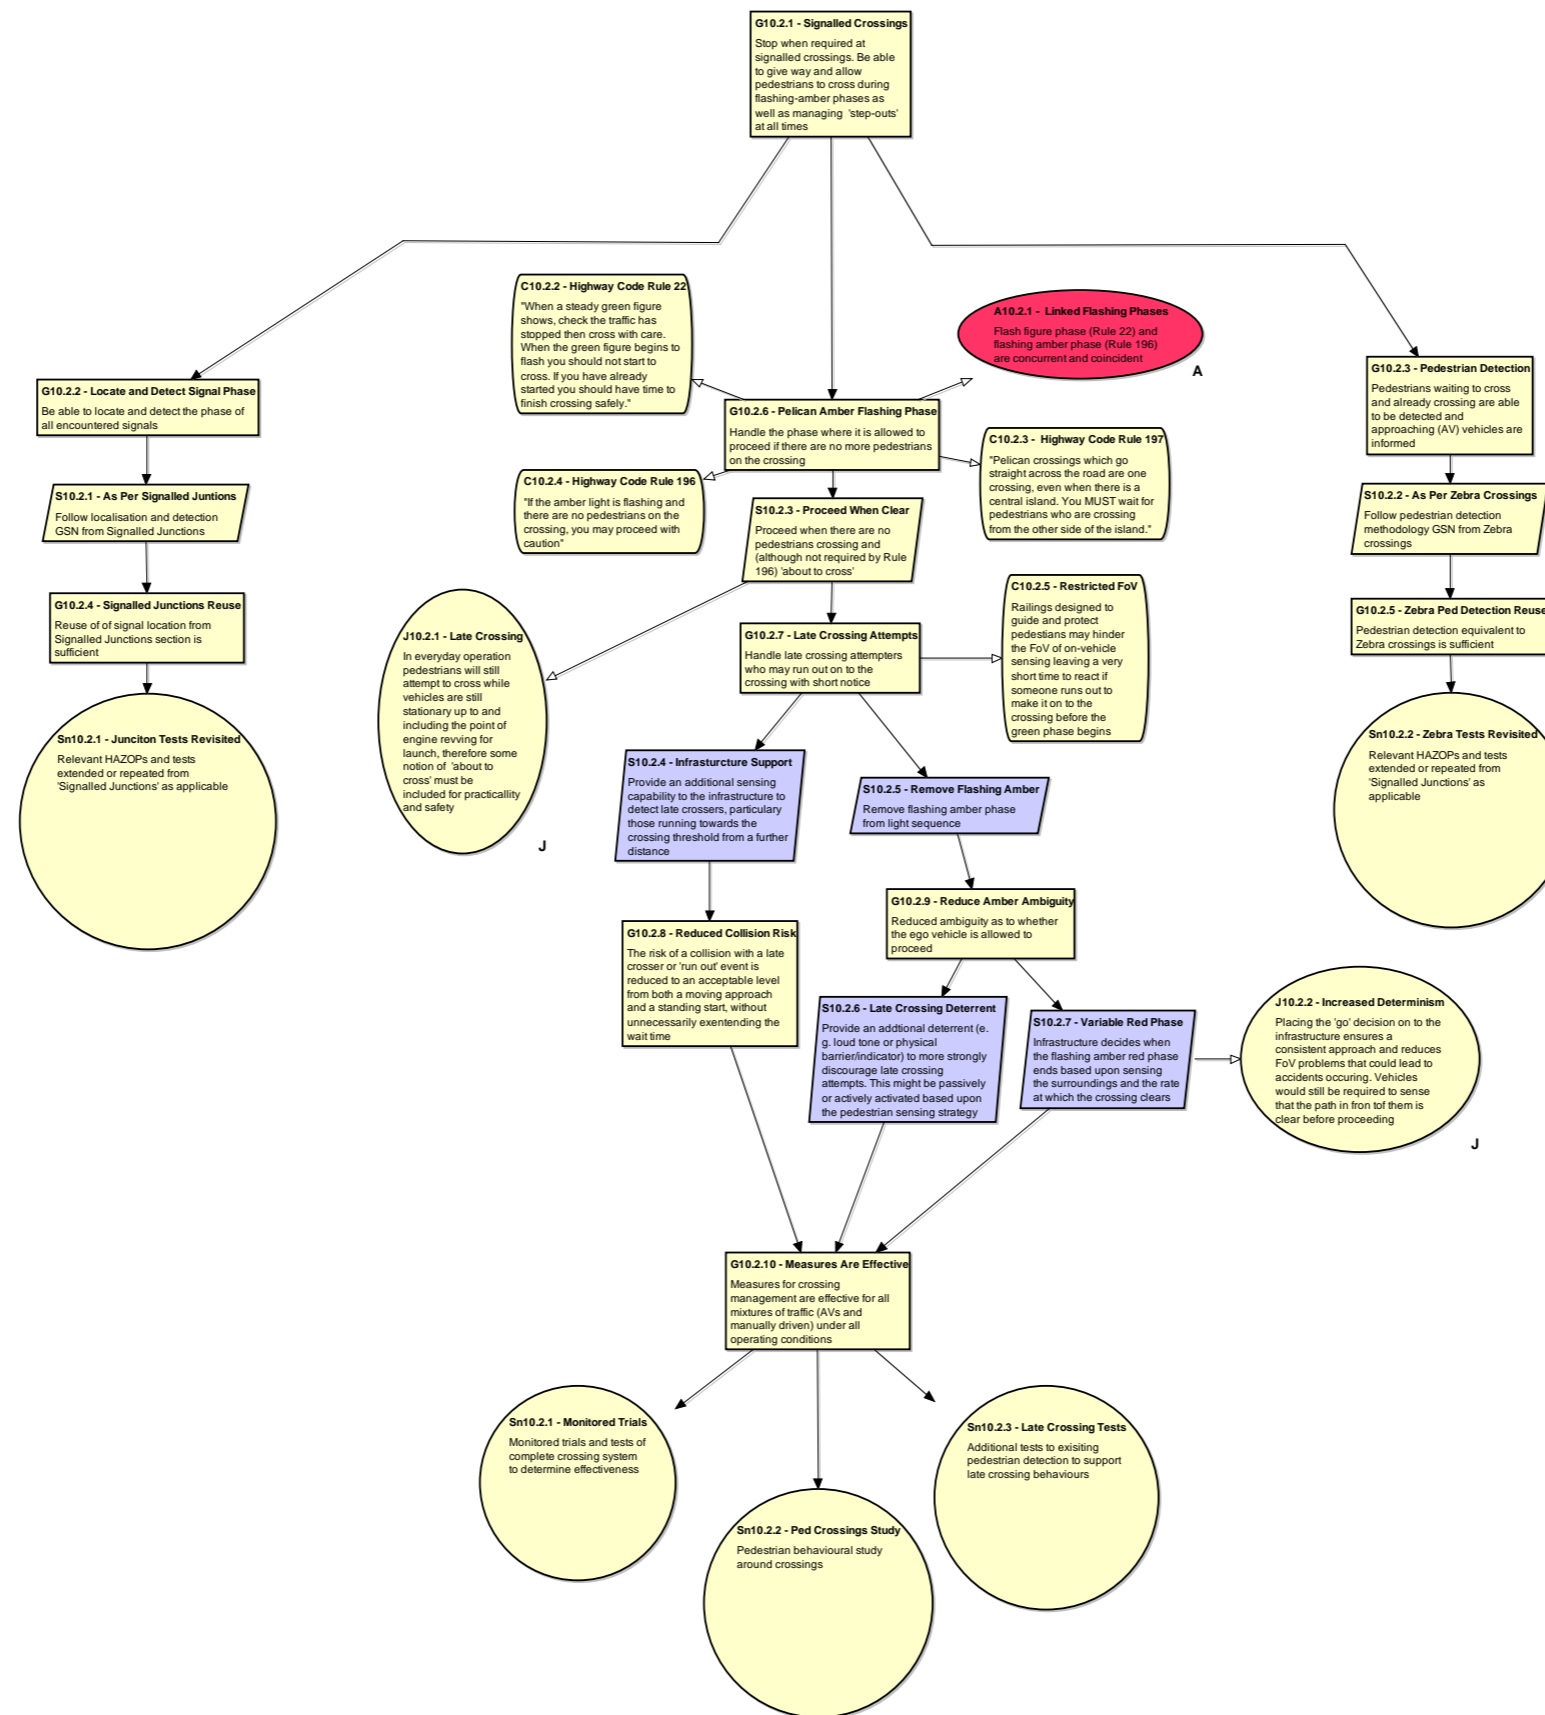 G10.2.1 - Signalled Crossings
Stop when required at
signalled crossings. Be able
to give way and allow
pedestrians to cross during
flashing-amber phases as
well as managing 'step-outs'
at all times
C10.2.2 - Highway Code Rule 22
"When a steady green figure
shows, check the traffic has
stopped then cross with care.
When the green figure begins to
flash you should not start to
cross. If you have already
started you should have time to
finish crossing safely."
A10.2.1 - Linked Flashing Phases
Flash figure phase (Rule 22) and
flashing amber phase (Rule 196)
are concurrent and coincident
A
G10.2.2 - Locate and Detect Signal Phase
Be able to locate and detect the phase of
all encountered signals
G10.2.3 - Pedestrian Detection
Pedestrians waiting to cross
and already crossing are able
to be detected and
approaching (AV) vehicles are
informed
G10.2.6 - Pelican Amber Flashing Phase
Handle the phase where it is allowed to
proceed if there are no more pedestrians
on the crossing
C10.2.3 - Highway Code Rule 197
"Pelican crossings which go
straight across the road are one
crossing, even when there is a
central island. You MUST wait for
pedestrians who are crossing
from the other side of the island."
C10.2.4 - Highway Code Rule 196
"If the amber light is flashing and
there are no pedestrians on the
crossing, you may proceed with
caution"
S10.2.1 - As Per Signalled Juntions
Follow localisation and detection
GSN from Signalled Junctions
S10.2.3 - Proceed When Clear
Proceed when there are no
pedestrians crossing and
(although not required by Rule
196) 'about to cross'
S10.2.2 - As Per Zebra Crossings
Follow pedestrian detection
methodology GSN from Zebra
crossings
G10.2.4 - Signalled Junctions Reuse
Reuse of of signal location from
Signalled Junctions section is
sufficient
J10.2.1 - Late Crossing
In everyday operation
pedestrians will still
attempt to cross while
vehicles are still
stationary up to and
including the point of
engine revving for
launch, therefore some
notion of 'about to
cross' must be
included for practicallity
and safety
J
G10.2.7 - Late Crossing Attempts
Handle late crossing attempters
who may run out on to the
crossing with short notice
C10.2.5 - Restricted FoV
Railings designed to
guide and protect
pedestians may hinder
the FoV of on-vehicle
sensing leaving a very
short time to react if
someone runs out to
make it on to the
crossing before the
green phase begins
G10.2.5 - Zebra Ped Detection Reuse
Pedestrian detection equivalent to
Zebra crossings is sufficient
Sn10.2.1 - Junciton Tests Revisited
Relevant HAZOPs and tests
extended or repeated from
'Signalled Junctions' as applicable
Sn10.2.2 - Zebra Tests Revisited
Relevant HAZOPs and tests
extended or repeated from
'Signalled Junctions' as
applicable
S10.2.4 - Infrasturcture Support
Provide an additional sensing
capability to the infrastructure to
detect late crossers, particulary
those running towards the
crossing threshold from a further
distance
S10.2.5 - Remove Flashing Amber
Remove flashing amber phase
from light sequence
G10.2.9 - Reduce Amber Ambiguity
Reduced ambiguity as to whether
the ego vehicle is allowed to
proceed
G10.2.8 - Reduced Collision Risk
The risk of a collision with a late
crosser or 'run out' event is
reduced to an acceptable level
from both a moving approach
and a standing start, without
unnecessarily exentending the
wait time
S10.2.6 - Late Crossing Deterrent
Provide an addtional deterrent (e.
g. loud tone or physical
barrier/indicator) to more strongly
discourage late crossing
attempts. This might be passively
or actively activated based upon
the pedestrian sensing strategy
S10.2.7 - Variable Red Phase
Infrastructure decides when
the flashing amber red phase
ends based upon sensing
the surroundings and the rate
at which the crossing clears
J10.2.2 - Increased Determinism
Placing the 'go' decision on to the
infrastructure ensures a
consistent approach and reduces
FoV problems that could lead to
accidents occuring. Vehicles
would still be required to sense
that the path in fron tof them is
clear before proceeding
J
G10.2.10 - Measures Are Effective
Measures for crossing
management are effective for all
mixtures of traffic (AVs and
manually driven) under all
operating conditions
Sn10.2.1 - Monitored Trials
Monitored trials and tests of
complete crossing system
to determine effectiveness
Sn10.2.3 - Late Crossing Tests
Additional tests to exisiting
pedestrian detection to support
late crossing behaviours
Sn10.2.2 - Ped Crossings Study
Pedestrian behavioural study
around crossings